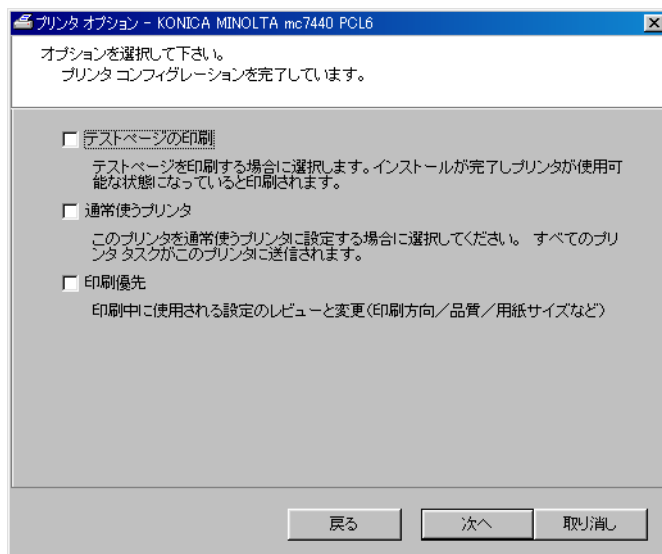 プリンタ オプション - KONICA MINOLTA mc7440 PCL6
オプションを選択して下さい。
プリンタ コンフィグレーションを完了しています。
テストページの印刷
テストページを印刷する場合に選択します。インストールが完了しプリンタが使用可
能な状態になっていると印刷されます。
通常使うプリンタ
このプリンタを通常使うプリンタに設定する場合に選択してください。 すべてのプリ
ンタ タスクがこのプリンタに送信されます。
印刷優先
印刷中に使用される設定のレビューと変更(印刷方向／品質／用紙サイズなど)
戻る
次へ
取り消し